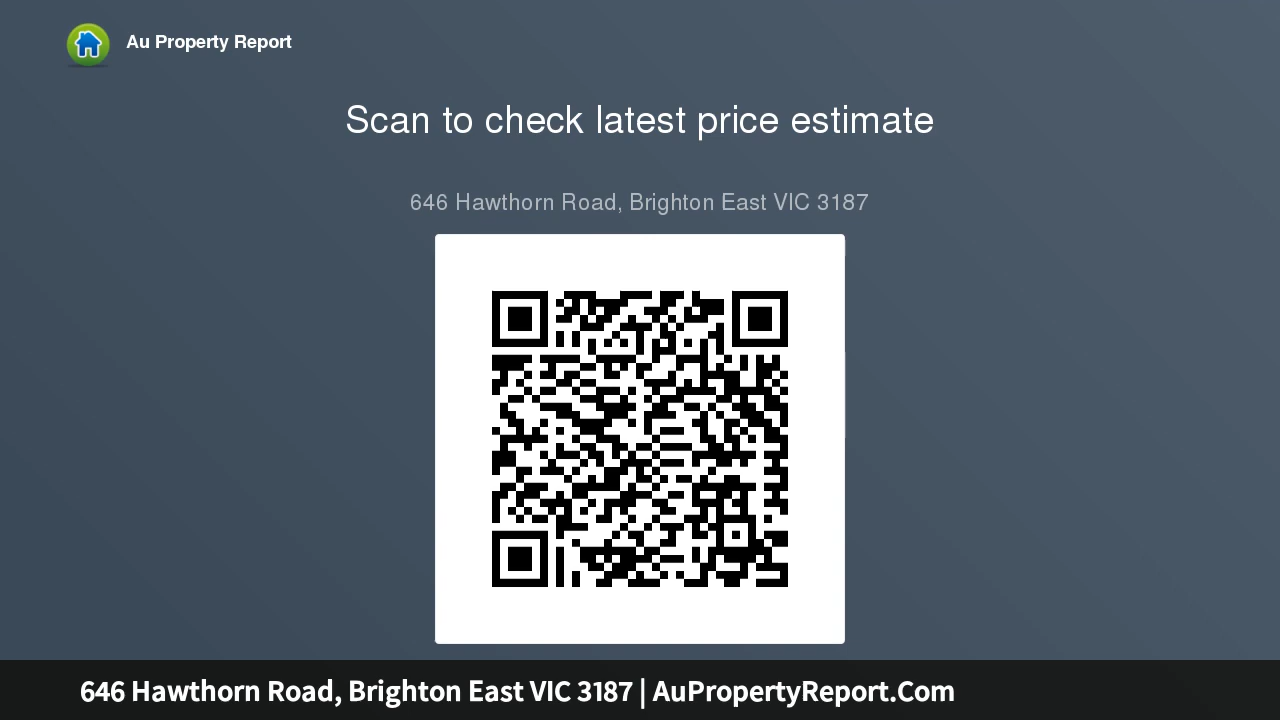 Au Property Report
Scan to check latest price estimate
646 Hawthorn Road, Brighton East VIC 3187
646 Hawthorn Road, Brighton East VIC 3187 | AuPropertyReport.Com